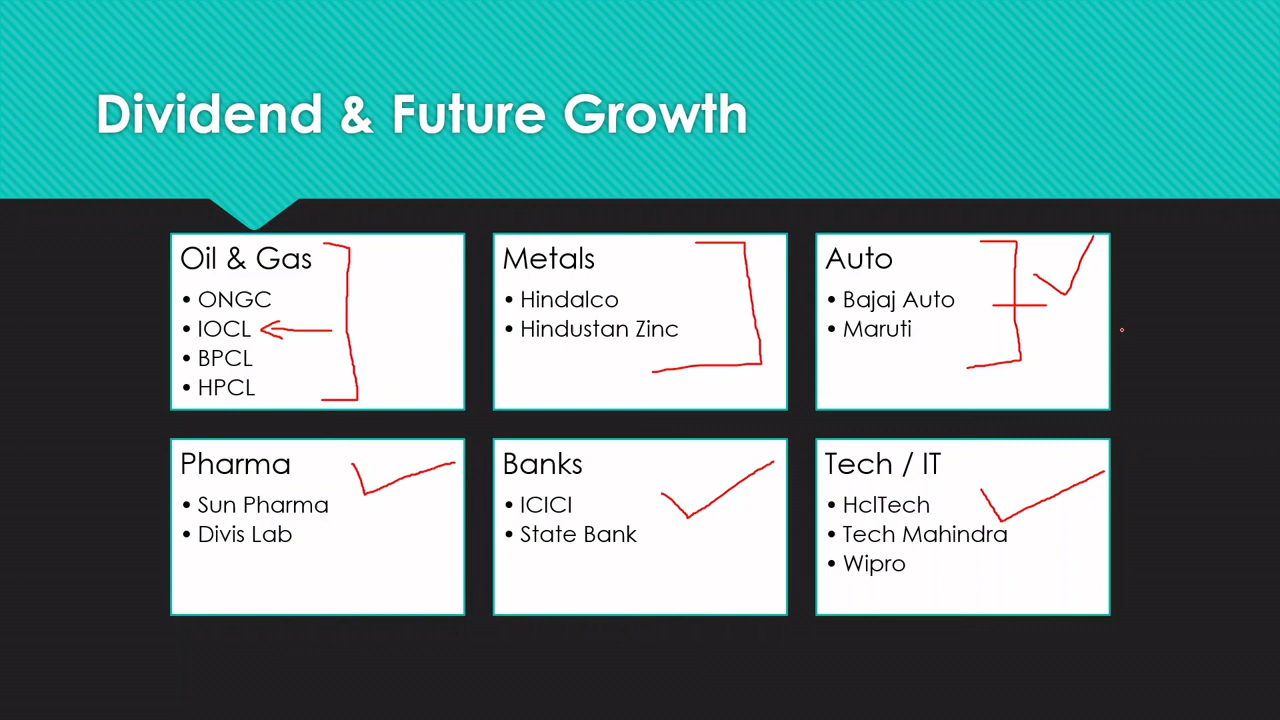 Dividend & Future Growth
Oil & Gas
• ONGC
• IOCL
• BPCL
• HPCL
Metals
• Hindalco
• Hindustan Zinc
Auto
• Bajaj Auto
• Maruti
Pharma
• Sun Pharma
• Divis Lab
Banks
• ICICI
• State Bank
Tech / IT
• HclTech
• Tech Mahindra
• Wipro